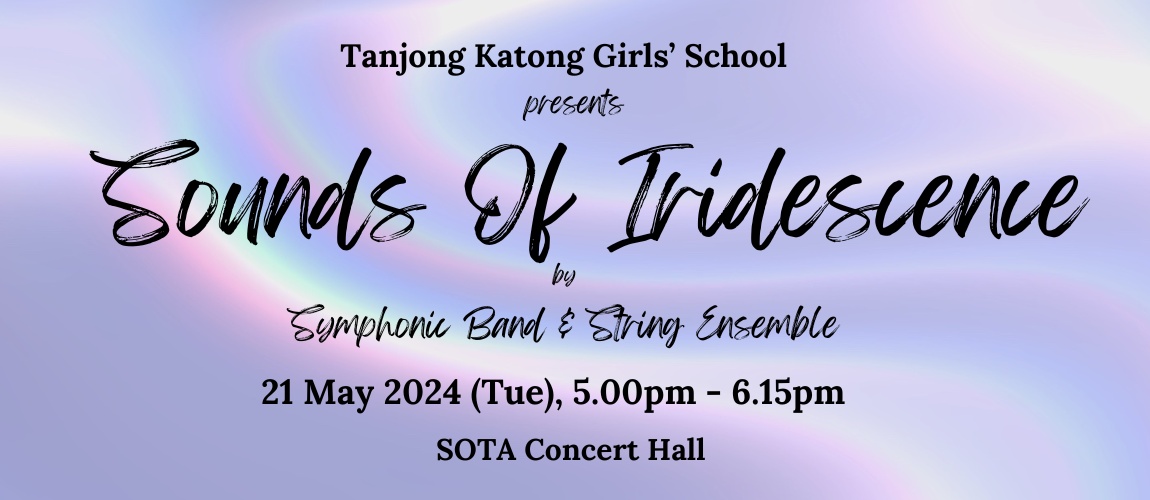 Tanjong Katong Girls’ School
presents
Sounds Of Iridescence
by
Symphonic Band & String Ensemble
21 May 2024 (Tue), 5.00pm - 6.15pm
SOTA Concert Hall